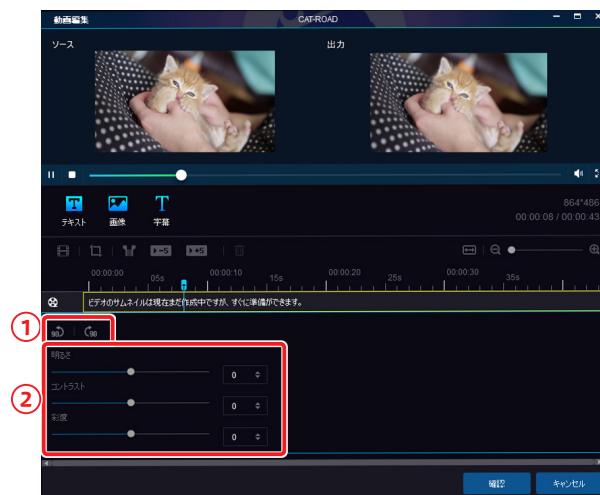 動画編集
CAT-ROAD
ソース
出力
864*486
テキスト
画像
字幕
00:00:08 / 00:00:43
-5
+5
00:00:00
05s
00:00:10
15s
00:00:20
25s
00:00:30
35s
ビデオのサムネイルは現在まだ作成中ですが、すぐに準備ができます。
①
90
90
②
明るさ
0
コントラスト
0
彩度
0
確認
キャンセル